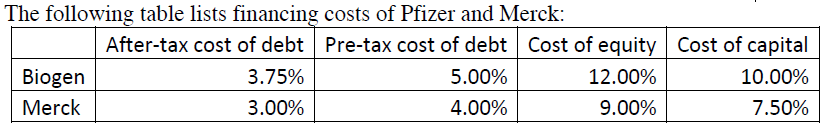 The following table lists financing costs of Pfizer and Merck:
After-tax cost of debt Pre-tax cost of debt Cost of equity Cost of capital
Biogen 3.75% 5.00% 12.00% 10.00%
Merck 3.00% 4.00% 9.00% 7.50%